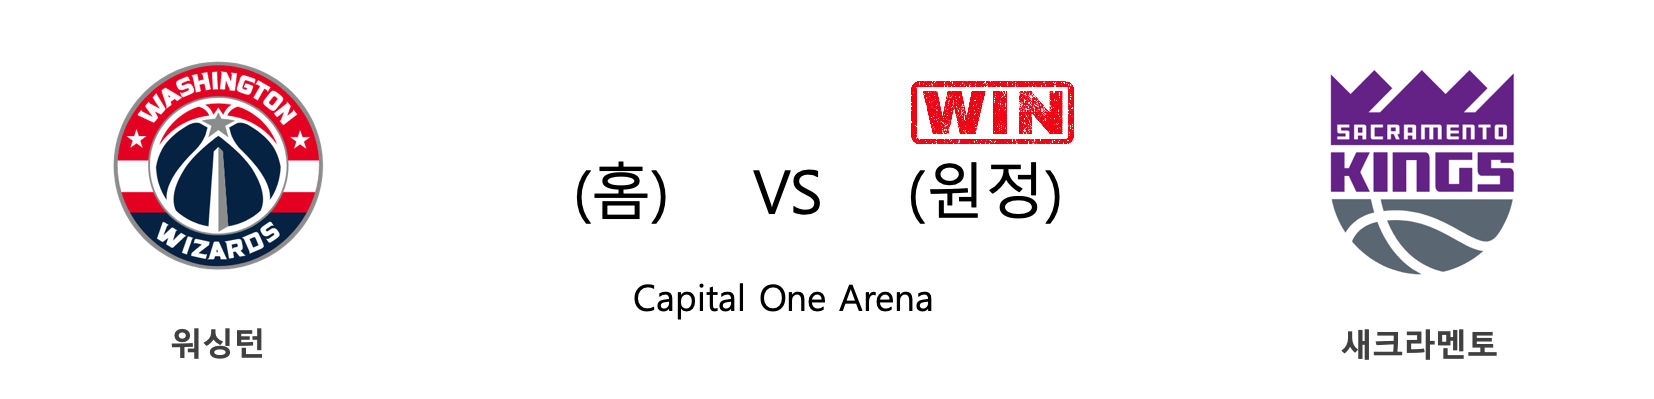 WASHINGTON
WIZARDS
워싱턴
WIN
(홈) VS (원정)
Capital One Arena
SACRAMENTO
KINGS
새크라멘토